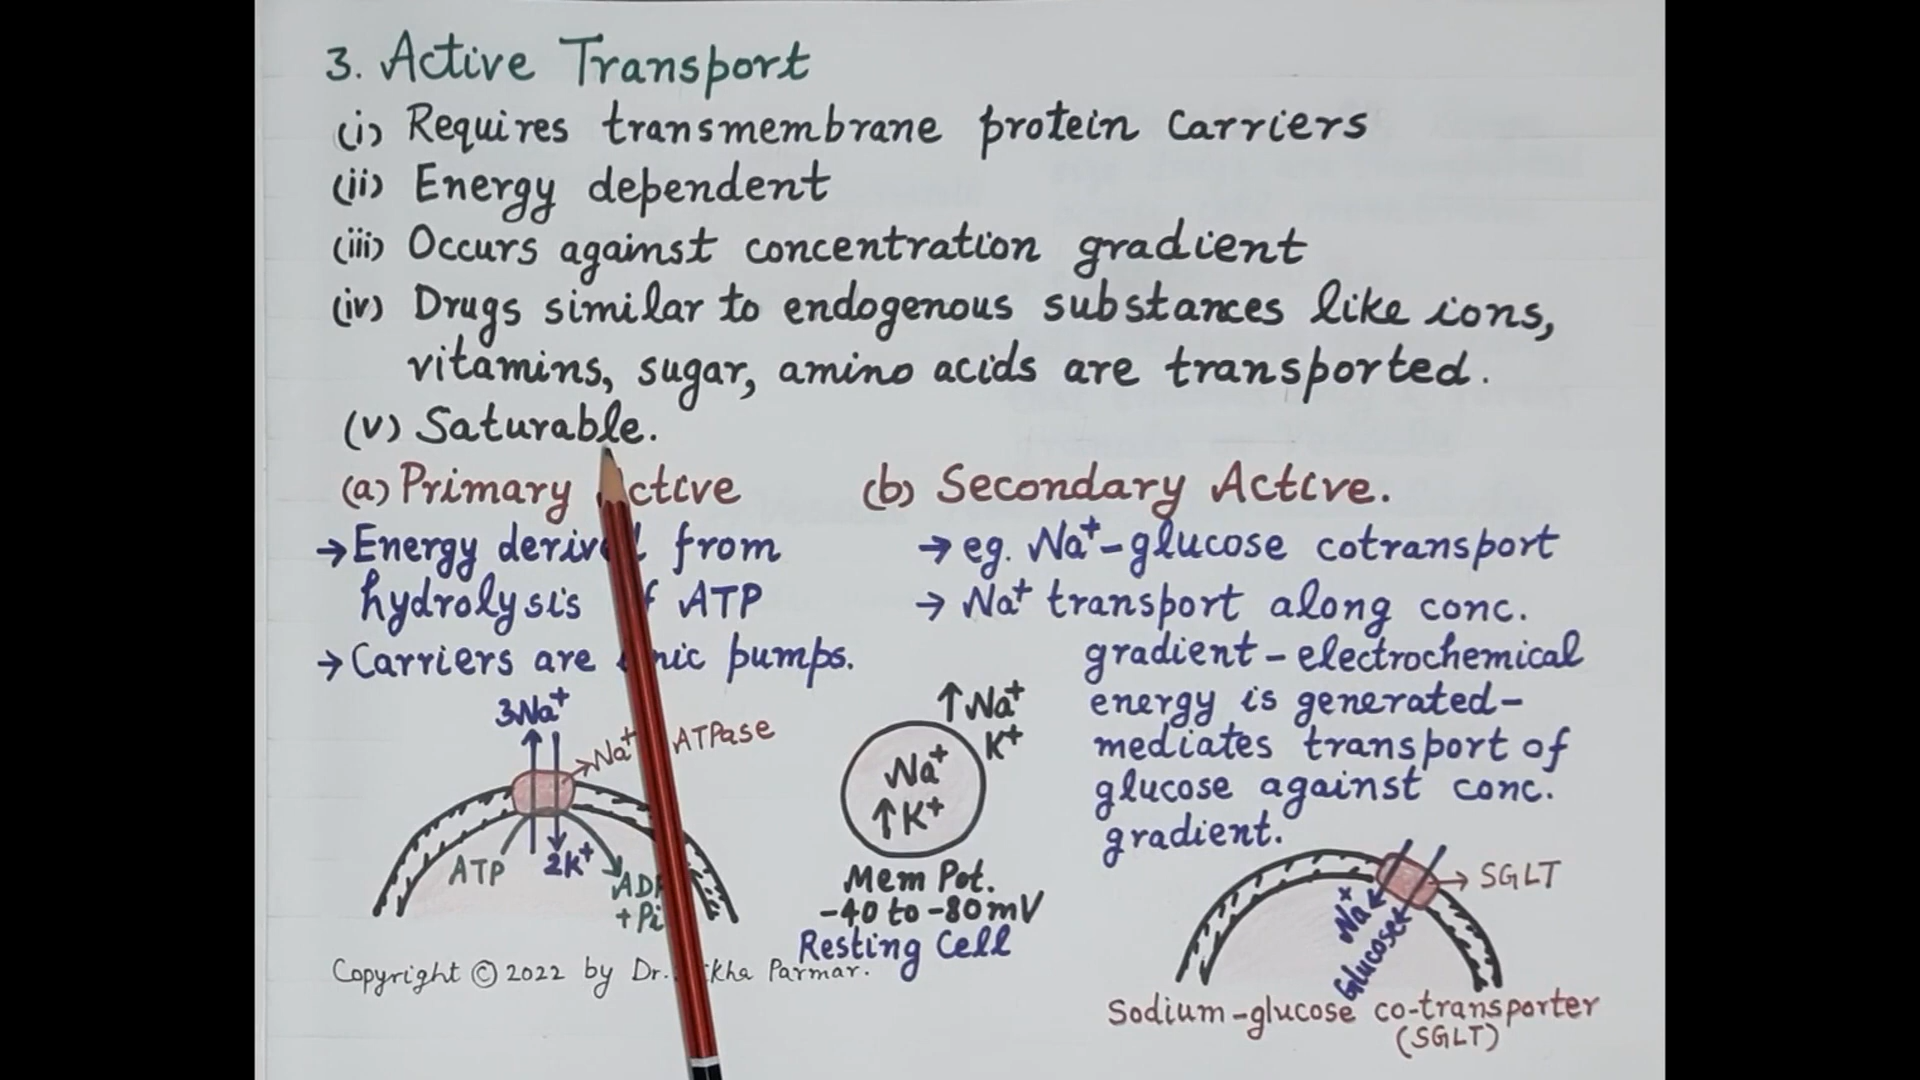 3. Active Transport
(i) Requires transmembrane protein carriers
(ii) Energy dependent
(iii) Occurs against concentration gradient
(iv) Drugs similar to endogenous substances like ions,
vitamins, sugar, amino acids are transported.
(v) Saturable.
(a) Primary ctive
→ Energy deriv from
hydrolysis ATP
→ Carriers are pumps.
3Na+
Na+ ATPase
ATP
2K+
+ Pi
↑Na+
K+
Na+
↑K+
Mem Pot.
-40 to -80mV
Resting Cell
(b) Secondary Active.
→ eg. Na+-glucose cotransport
→ Na+ transport along conc.
gradient - electrochemical
energy is generated-
mediates transport of
glucose against conc.
gradient.
SGLT
Na+
Glucose
Sodium-glucose co-transporter
(SGLT)
Copyright © 2022 by Dr. Parmar.